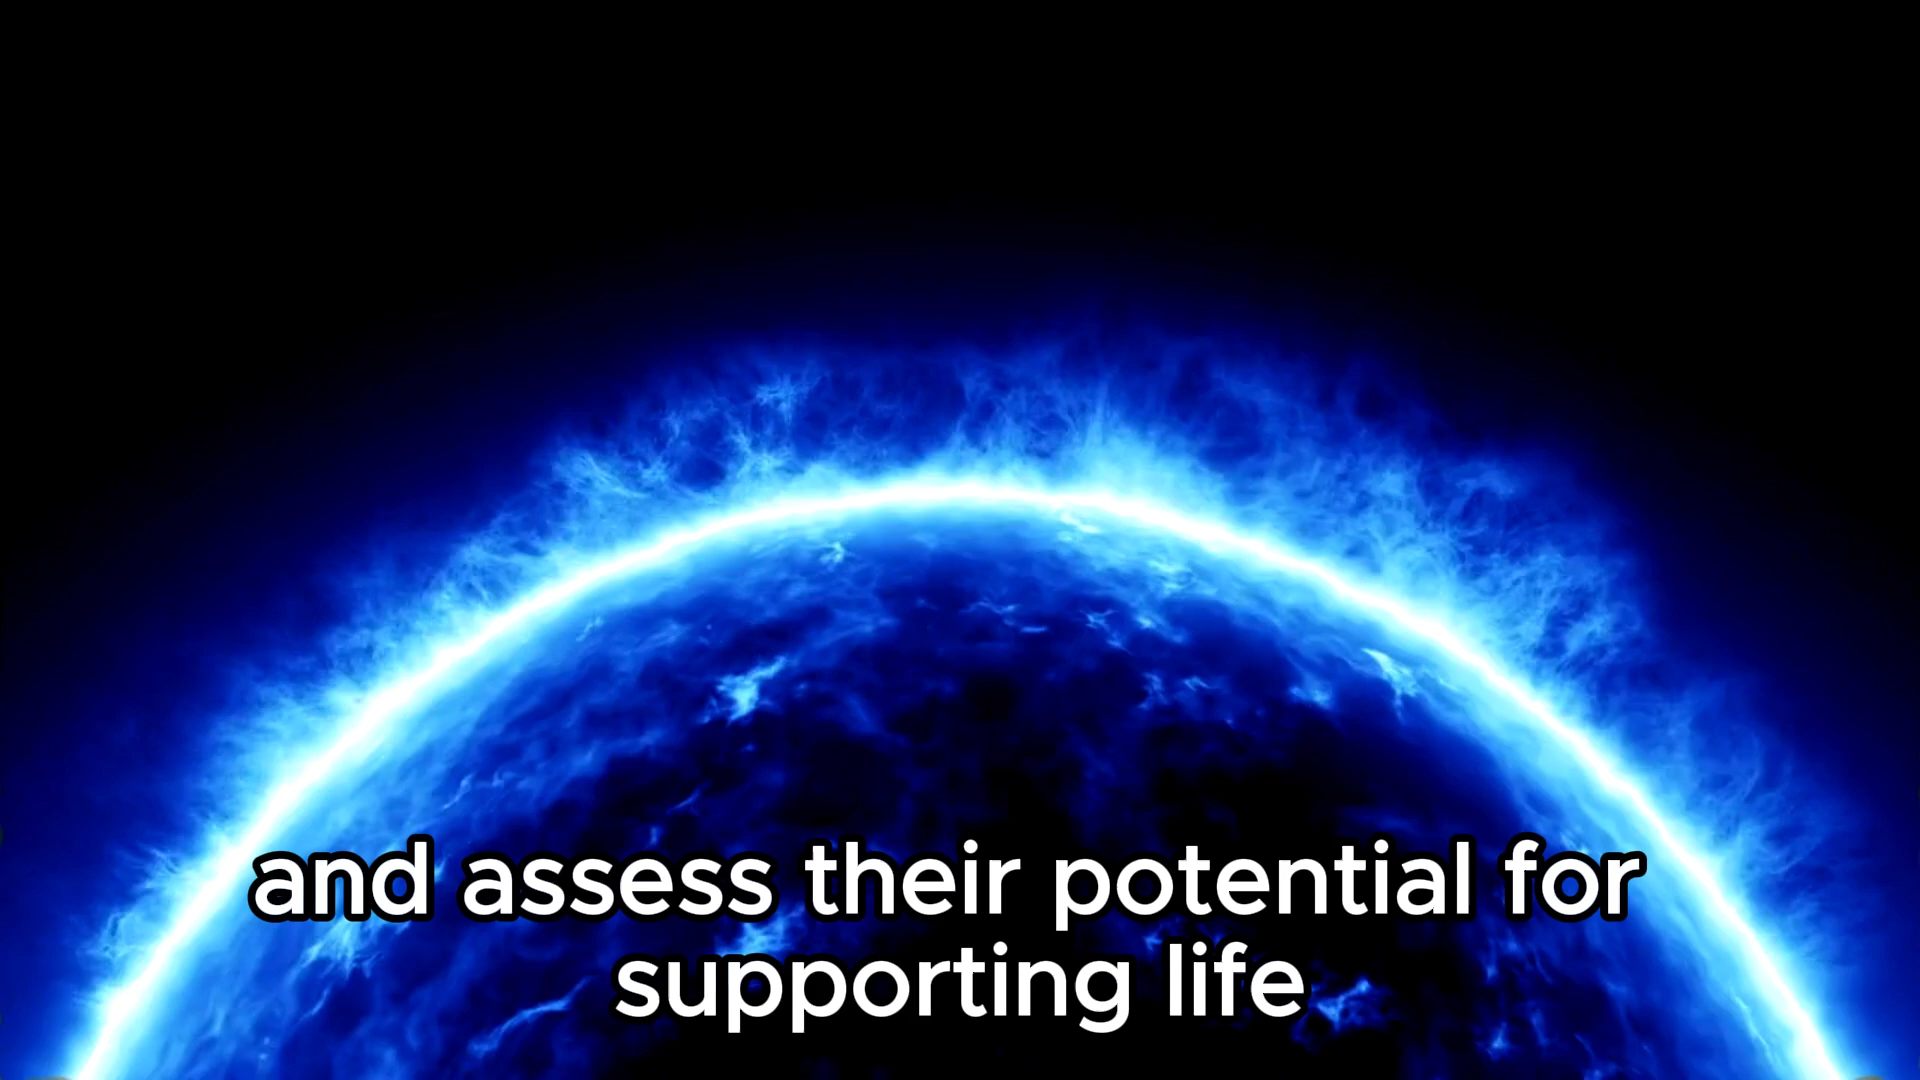 and assess their potential for
supporting life